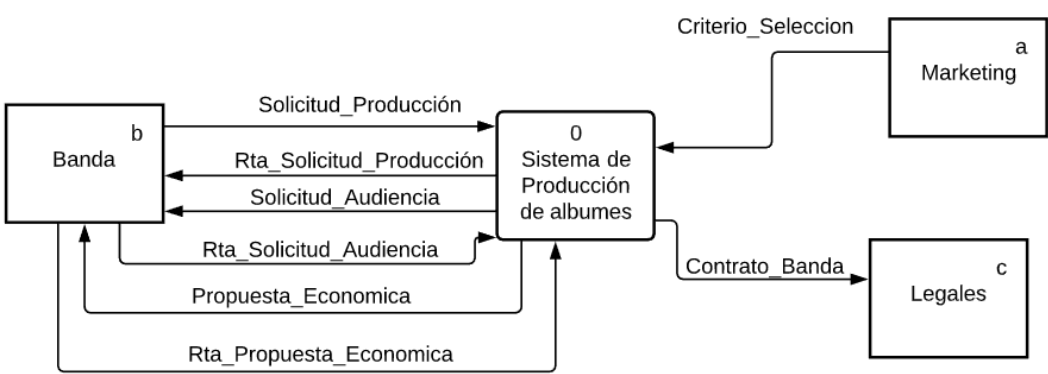 Criterio_Seleccion
a
Marketing
Solicitud_Producción
b
Banda
0
Sistema de
Producción
de albumes
Rta_Solicitud_Producción
Solicitud_Audiencia
Rta_Solicitud_Audiencia
Contrato_Banda
c
Legales
Propuesta_Economica
Rta_Propuesta_Economica